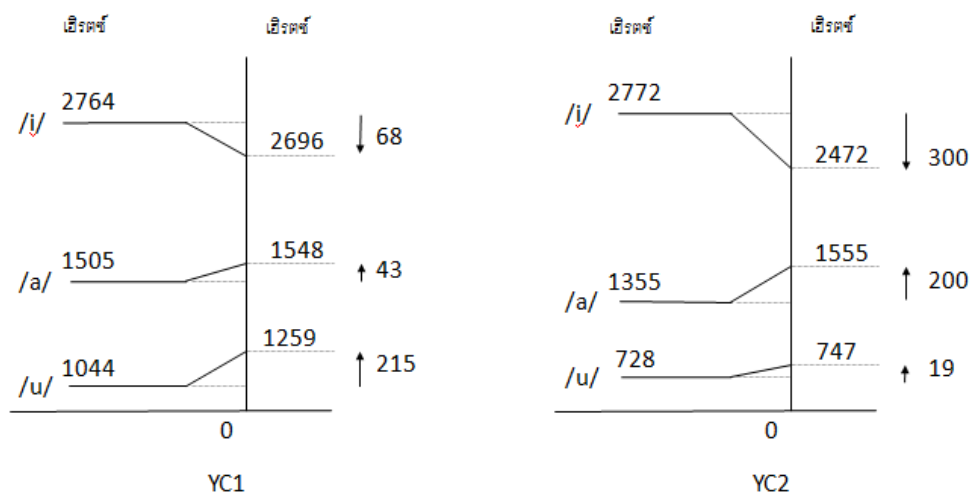 เฮิรตซ์ เฮิรตซ์ เฮิรตซ์ เฮิรตซ์
/i/ 2764 2696 68 /i/ 2772 2472 300
/a/ 1505 1548 43 /a/ 1355 1555 200
/u/ 1044 1259 215 /u/ 728 747 19
0 0
YC1 YC2